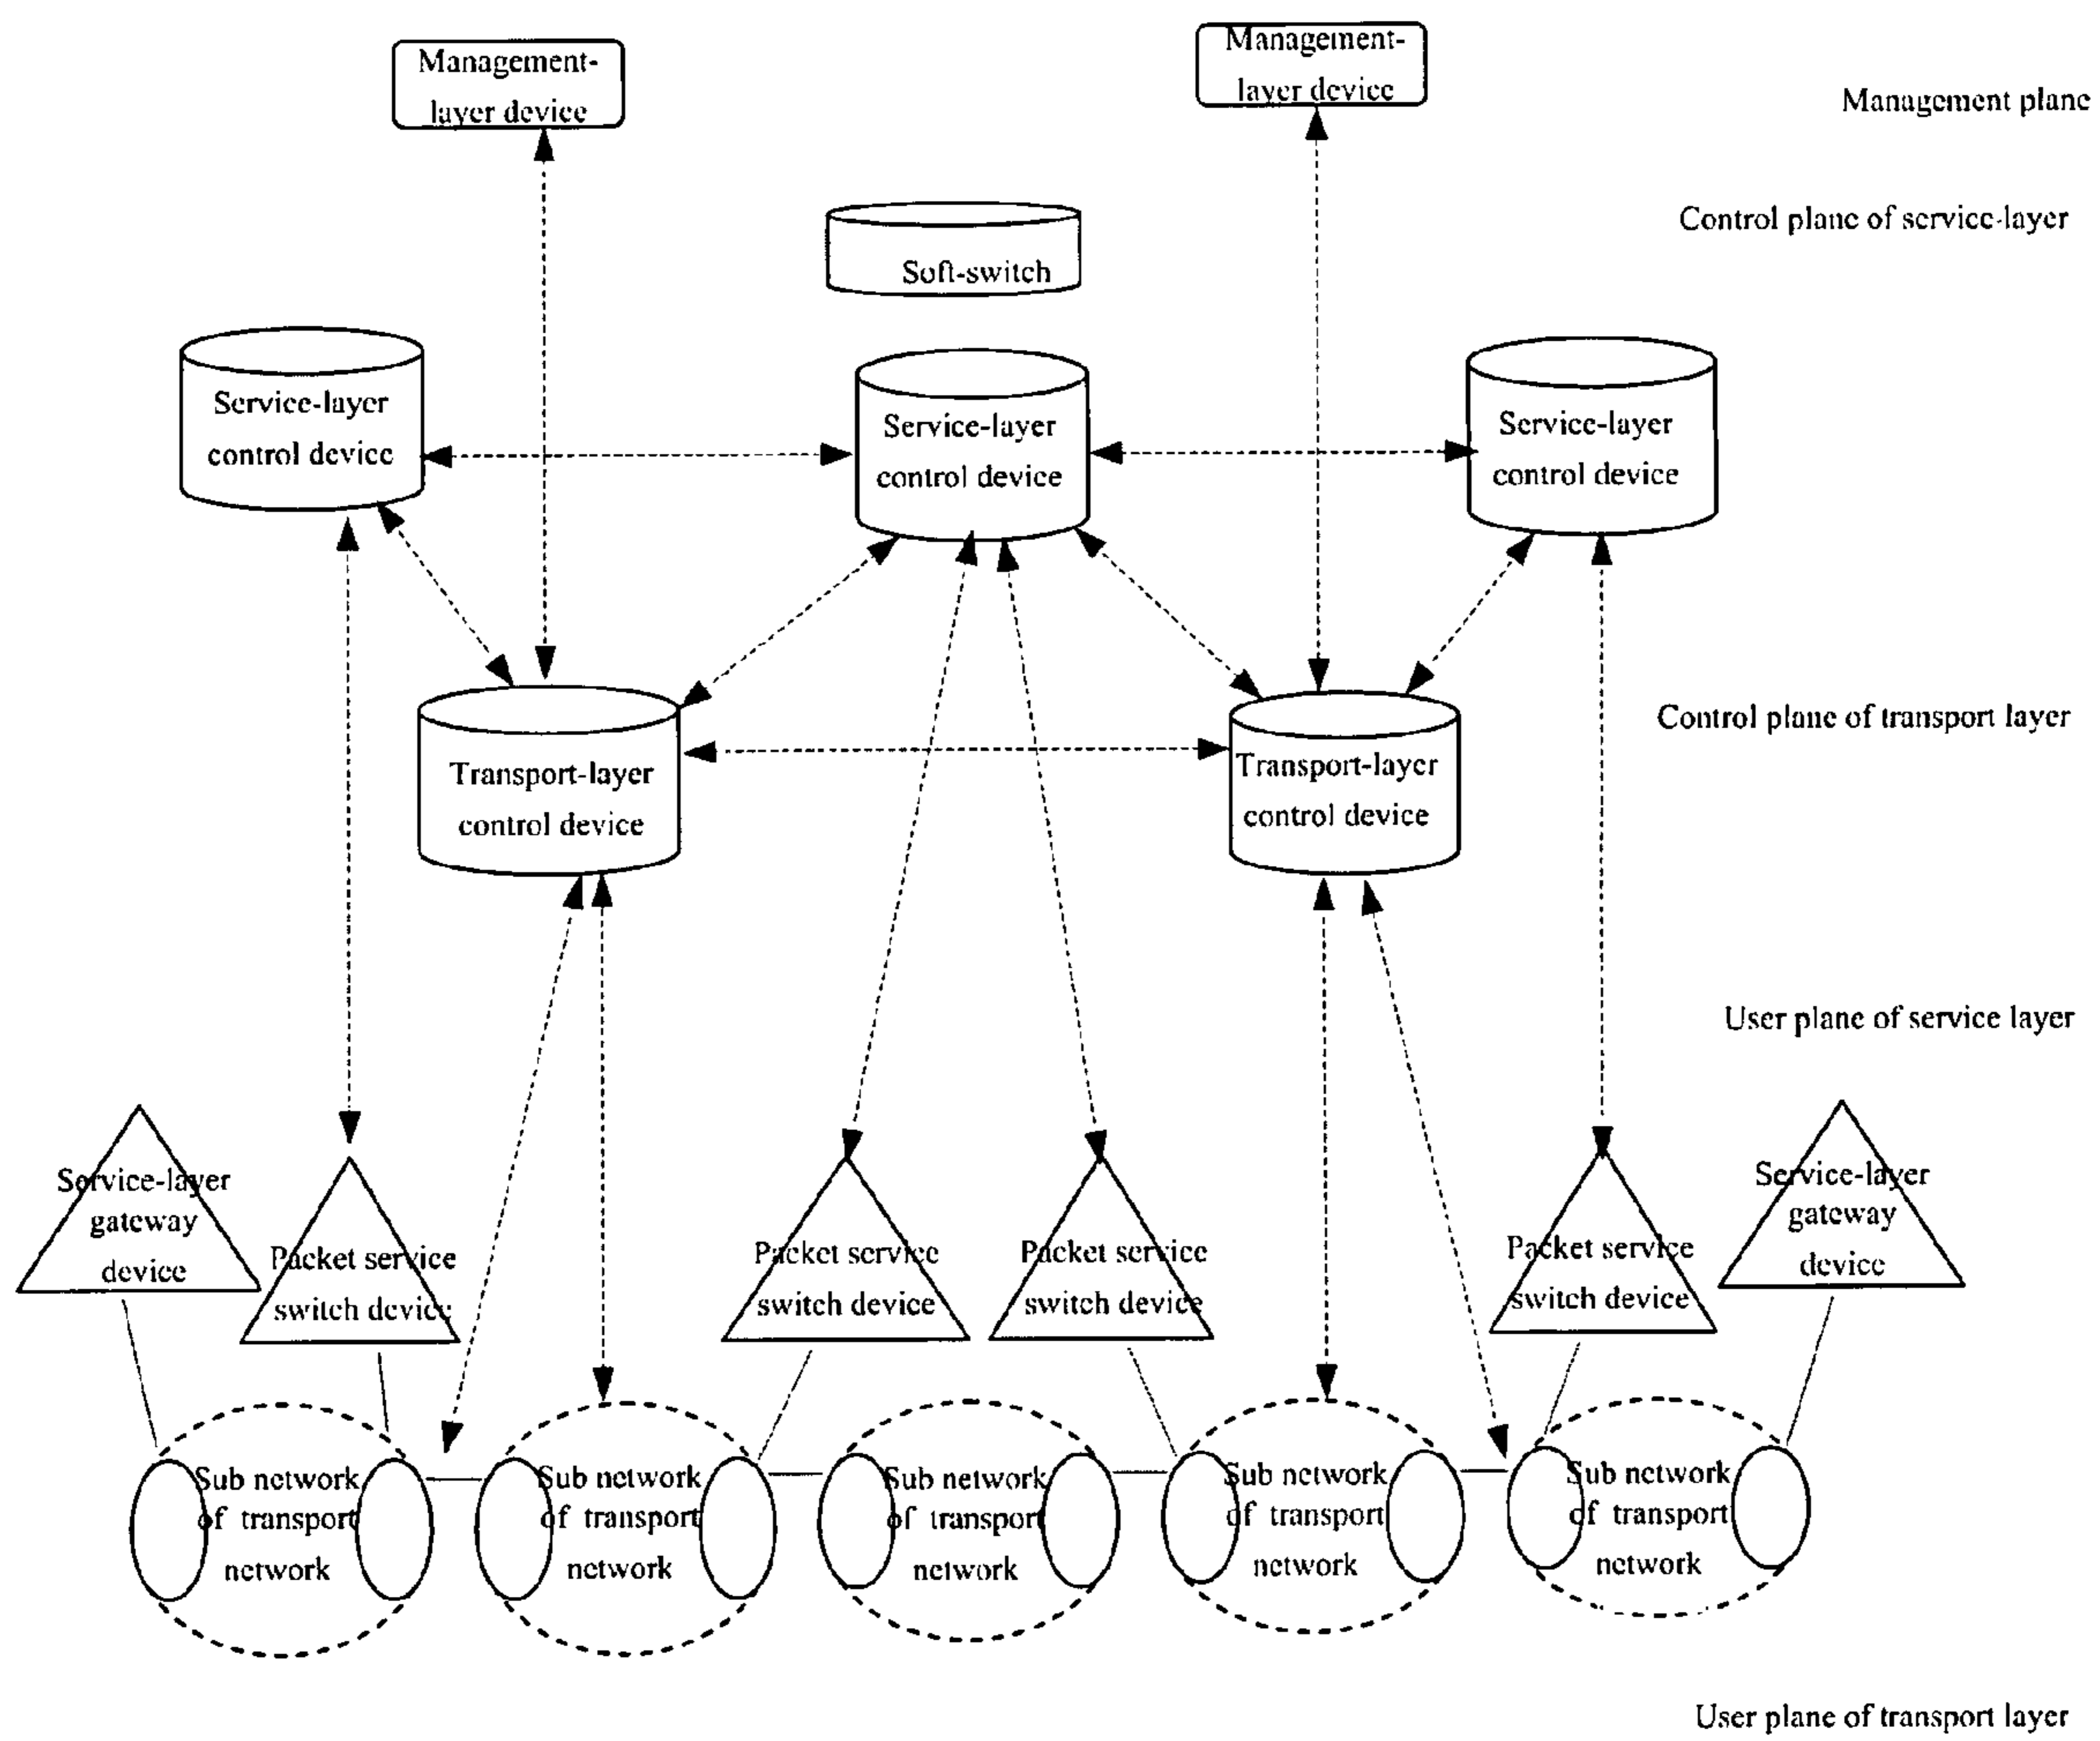 Management-
layer device
Management-
layer device
Management plane
Control plane of service-layer
Soft-switch
Service-layer
control device
Service-layer
control device
Service-layer
control device
Control plane of transport layer
Transport-layer
control device
Transport-layer
control device
User plane of service layer
Service-layer
gateway
device
Packet service
switch device
Packet service
switch device
Packet service
switch device
Packet service
switch device
Service-layer
gateway
device
Sub network
of transport
network
Sub network
of transport
network
Sub network
of transport
network
Sub network
of transport
network
Sub network
of transport
network
User plane of transport layer